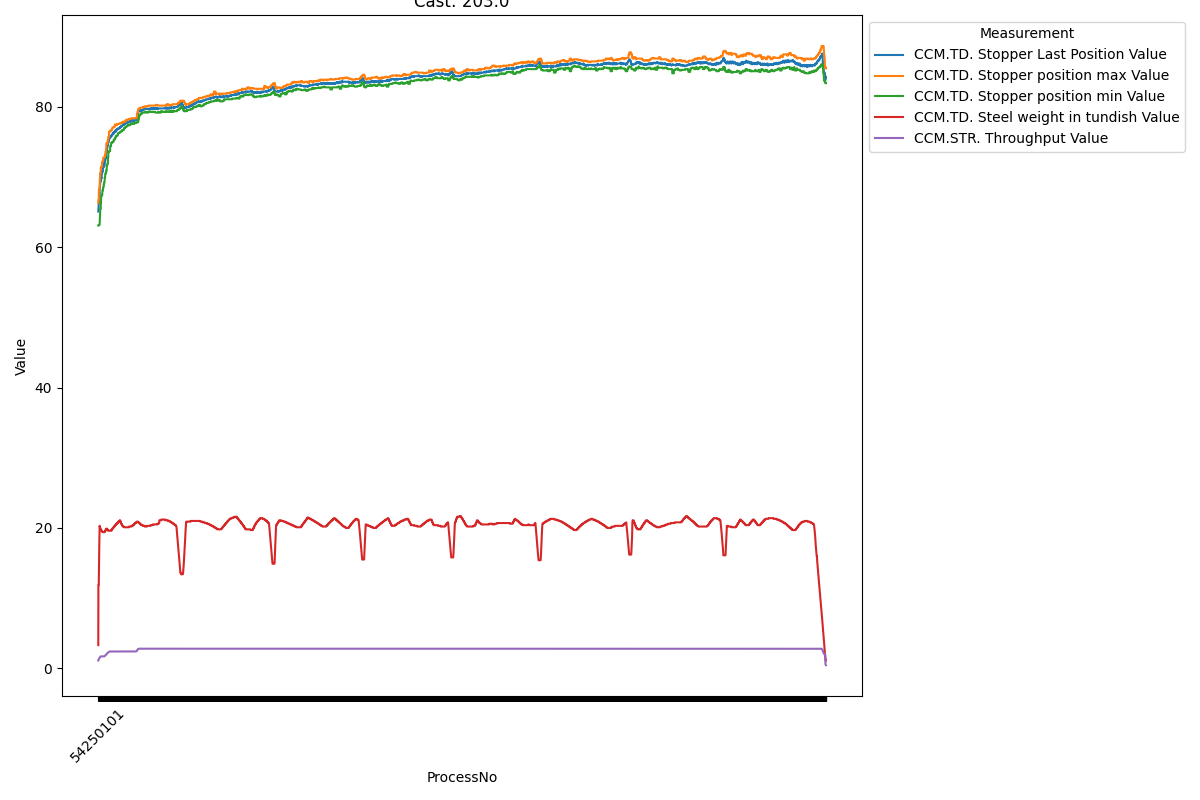 Cast: 203.0
Measurement
CCM.TD. Stopper Last Position Value
CCM.TD. Stopper position max Value
CCM.TD. Stopper position min Value
CCM.TD. Steel weight in tundish Value
CCM.STR. Throughput Value
80
60
40
20
0
Value
54250101
ProcessNo